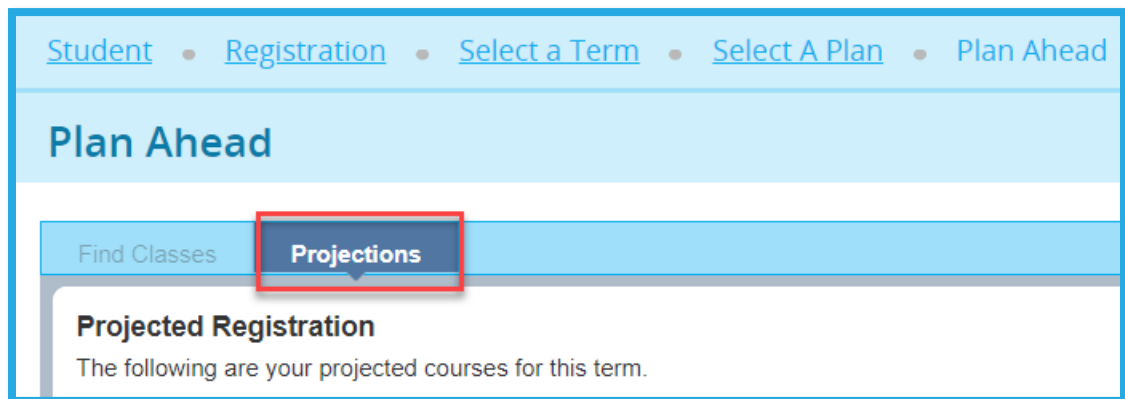 Student • Registration • Select a Term • Select A Plan • Plan Ahead
Plan Ahead
Find Classes Projections
Projected Registration
The following are your projected courses for this term.